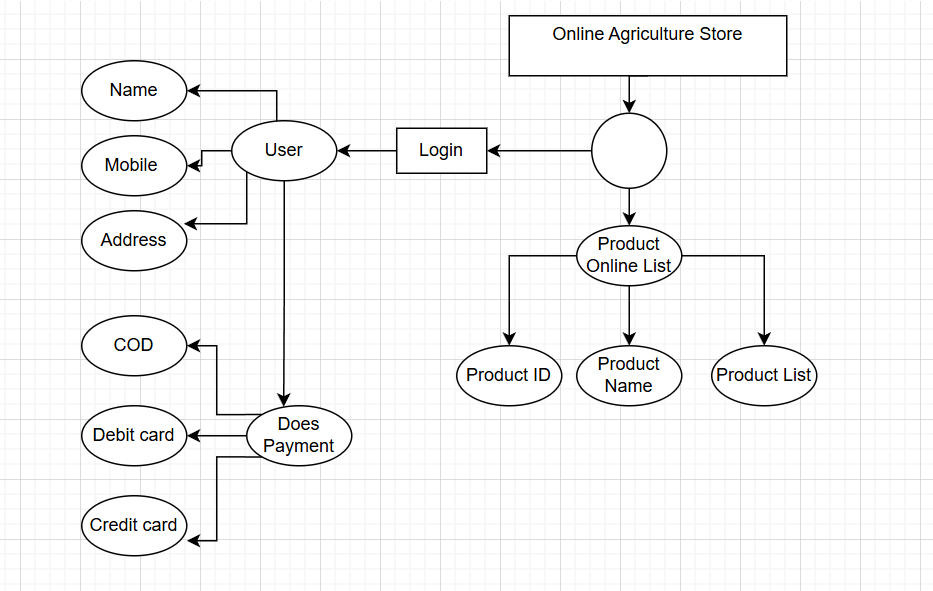 Online Agriculture Store
Name
Mobile
Address
User
Login
Product
Online List
Product ID
Product
Name
Product List
COD
Debit card
Credit card
Does
Payment